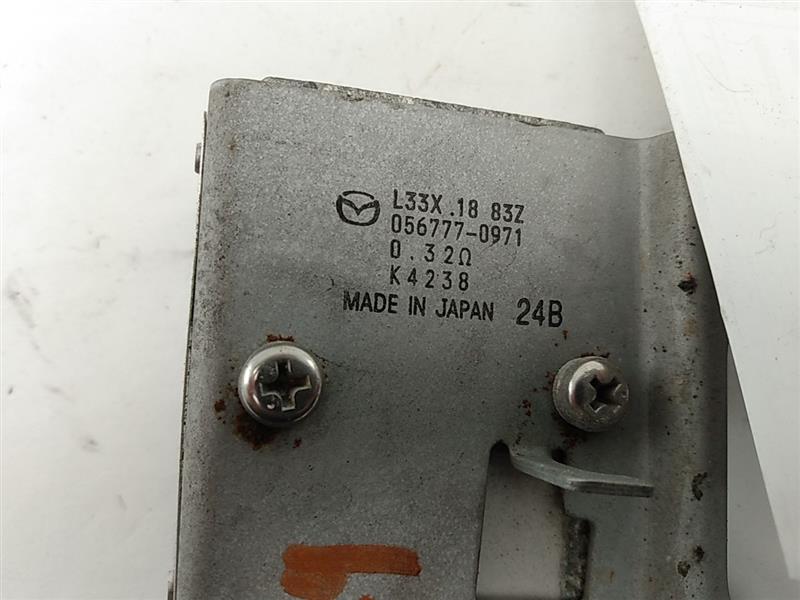 L33X.18 83Z
056777-0971
0.32Ω
K4238
MADE IN JAPAN 24B